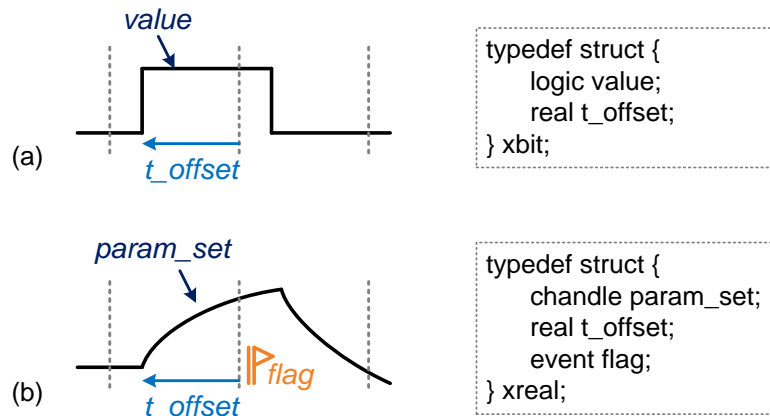 value
t_offset
(a)
typedef struct {
logic value;
real t_offset;
} xbit;
param_set
flag
t_offset
(b)
typedef struct {
chandle param_set;
real t_offset;
event flag;
} xreal;